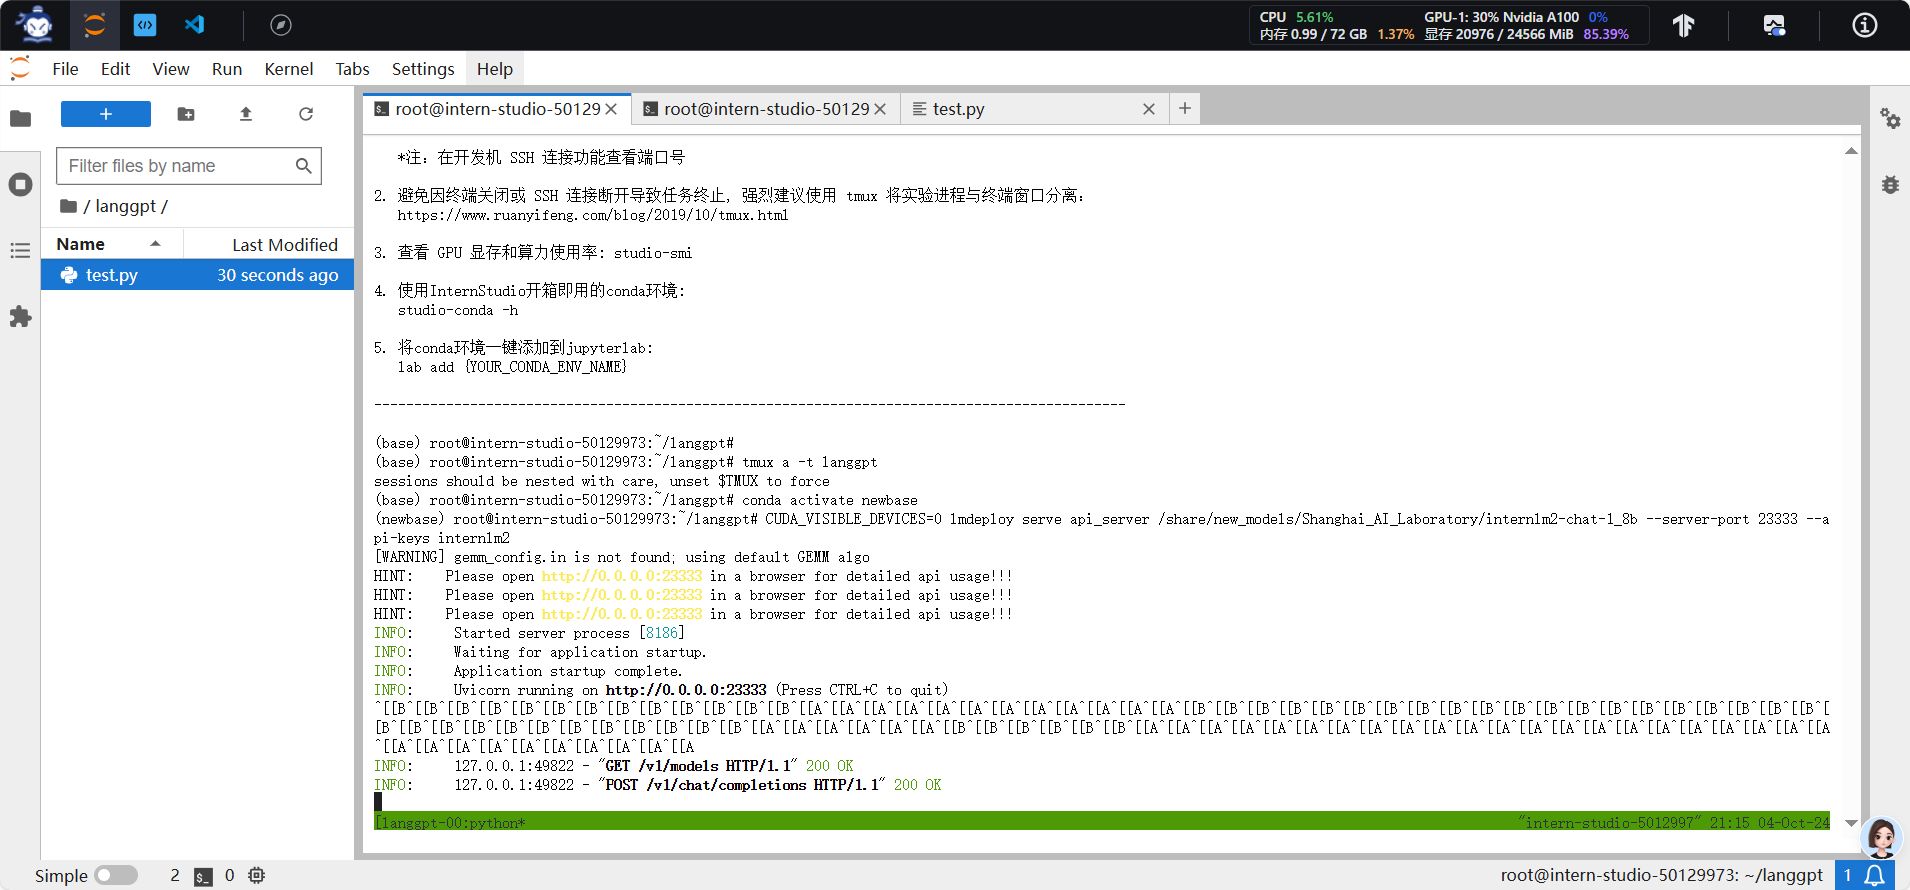 CPU 5.61% GPU-1: 30% Nvidia A100 0%
内存 0.99 / 72 GB 1.37% 显存 20976 / 24566 MiB 85.39%
File Edit View Run Kernel Tabs Settings Help
+
root@intern-studio-50129 × root@intern-studio-50129 × test.py × +
Filter files by name
/ langgpt /
Name Last Modified
test.py 30 seconds ago
*注: 在开发机 SSH 连接功能查看端口号
2. 避免因终端关闭或 SSH 连接断开导致任务终止, 强烈建议使用 tmux 将实验进程与终端窗口分离:
https://www.ruanyifeng.com/blog/2019/10/tmux.html
3. 查看 GPU 显存和算力使用率: studio-smi
4. 使用InternStudio开箱即用的conda环境:
studio-conda -h
5. 将conda环境一键添加到jupyterlab:
lab add {YOUR_CONDA_ENV_NAME}
----------------------------------------------------------------------------------------------
(base) root@intern-studio-50129973:~/langgpt#
(base) root@intern-studio-50129973:~/langgpt# tmux a -t langgpt
sessions should be nested with care, unset $TMUX to force
(base) root@intern-studio-50129973:~/langgpt# conda activate newbase
(newbase) root@intern-studio-50129973:~/langgpt# CUDA_VISIBLE_DEVICES=0 lmdeploy serve api_server /share/new_models/Shanghai_AI_Laboratory/internlm2-chat-1_8b --server-port 23333 --a
pi-keys internlm2
[WARNING] gemm_config.in is not found; using default GEMM algo
HINT:    Please open http://0.0.0.0:23333 in a browser for detailed api usage!!!
HINT:    Please open http://0.0.0.0:23333 in a browser for detailed api usage!!!
HINT:    Please open http://0.0.0.0:23333 in a browser for detailed api usage!!!
INFO:     Started server process [8186]
INFO:     Waiting for application startup.
INFO:     Application startup complete.
INFO:     Uvicorn running on http://0.0.0.0:23333 (Press CTRL+C to quit)
^[[A^[[A^[[A^[[A^[[A^[[A^[[A^[[A^[[A^[[A
INFO:     127.0.0.1:49822 - "GET /v1/models HTTP/1.1" 200 OK
INFO:     127.0.0.1:49822 - "POST /v1/chat/completions HTTP/1.1" 200 OK
[langgpt-00:python* "intern-studio-5012997" 21:15 04-Oct-24
Simple 2 0 root@intern-studio-50129973: ~/langgpt 1